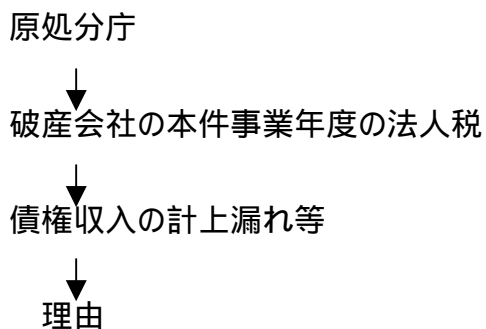 原処分庁
破産会社の本件事業年度の法人税
債権収入の計上漏れ等
理由